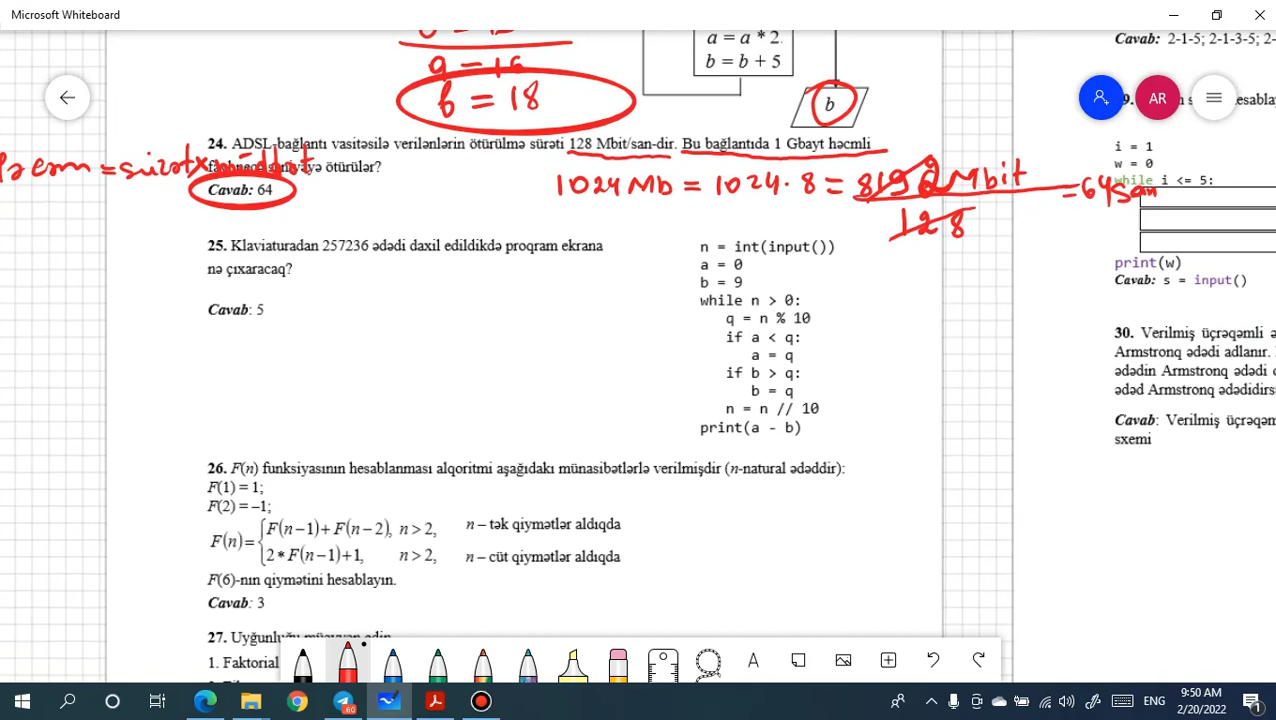 Microsoft Whiteboard
a = a * 2
b = b + 5
b
b = 18
24. ADSL-bağlantı vasitəsilə verilənlərin ötürülmə sürəti 128 Mbit/san-dir. Bu bağlantıda 1 Gbayt həcmli
ötürülər?
Cavab: 64
1024 Mb = 1024 · 8 = 8192 Mbit
128
= 64 san
25. Klaviaturadan 257236 ədədi daxil edildikdə proqram ekrana
nə çıxaracaq?
Cavab: 5
n = int(input())
a = 0
b = 9
while n > 0:
q = n % 10
if a < q:
a = q
if b > q:
b = q
n = n // 10
print(a - b)
26. F(n) funksiyasının hesablanması alqoritmi aşağıdakı münasibətlərlə verilmişdir (n-natural ədəddir):
F(1) = 1;
F(2) = –1;
F(n) = { F(n−1) + F(n−2), n > 2, n – tək qiymətlər aldıqda
2 * F(n−1) + 1, n > 2, n – cüt qiymətlər aldıqda
F(6)-nın qiymətini hesablayın.
Cavab: 3
27. Uyğunluğu müəyyən edin
1. Faktorial
Cavab: 2-1-5; 2-1-3-5; 2-
AR
i = 1
w = 0
while i <= 5:
print(w)
Cavab: s = input()
30. Verilmiş üçrəqəmli ə
Armstronq ədədi adlanır.
ədədin Armstronq ədədi
ədəd Armstronq ədədidirs
Cavab: Verilmiş üçrəqəm
sxemi
60
ENG
9:50 AM
2/20/2022
1